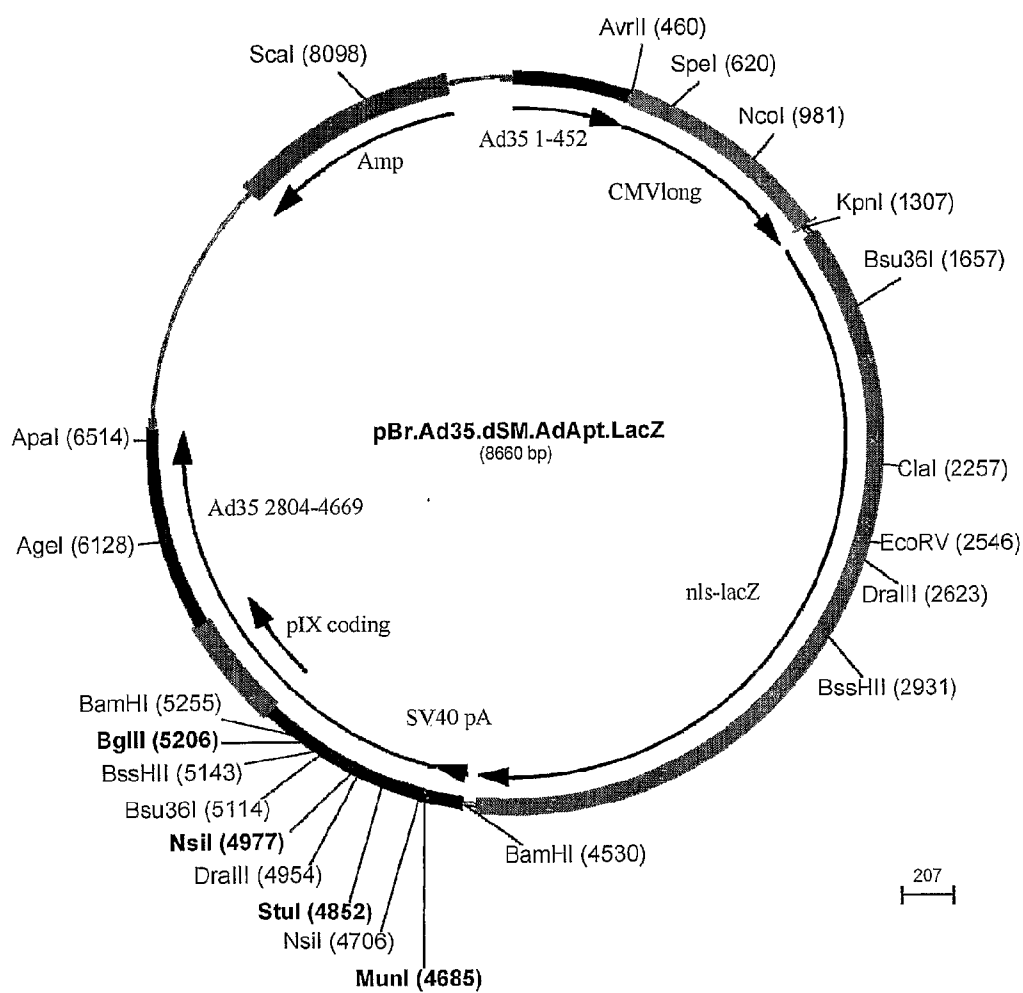 ScaI (8098)
AvrII (460)
SpeI (620)
NcoI (981)
KpnI (1307)
Bsu36I (1657)
ClaI (2257)
EcoRV (2546)
DraIII (2623)
BssHII (2931)
BamHI (4530)
MunI (4685)
NsiI (4706)
StuI (4852)
DraIII (4954)
NsiI (4977)
Bsu36I (5114)
BssHII (5143)
BglII (5206)
BamHI (5255)
AgeI (6128)
ApaI (6514)
Ad35 1-452
CMVlong
nls-lacZ
SV40 pA
pIX coding
Ad35 2804-4669
Amp
pBr.Ad35.dSM.AdApt.LacZ
(8660 bp)
207